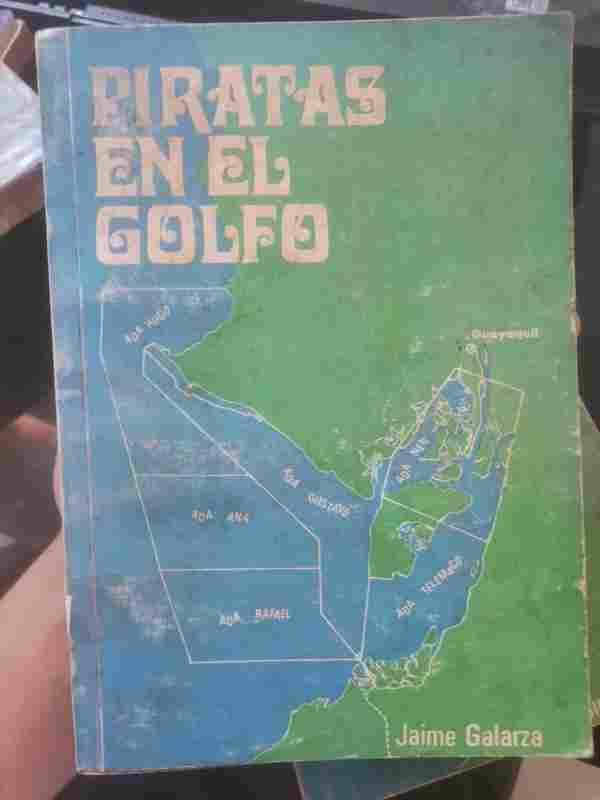 PIRATAS
EN EL
GOLFO
ADA HUGO
Guayaquil
ADA GUSTAVO
ADA ANA
ADA TELEMACO
ADA RAFAEL
Jaime Galarza